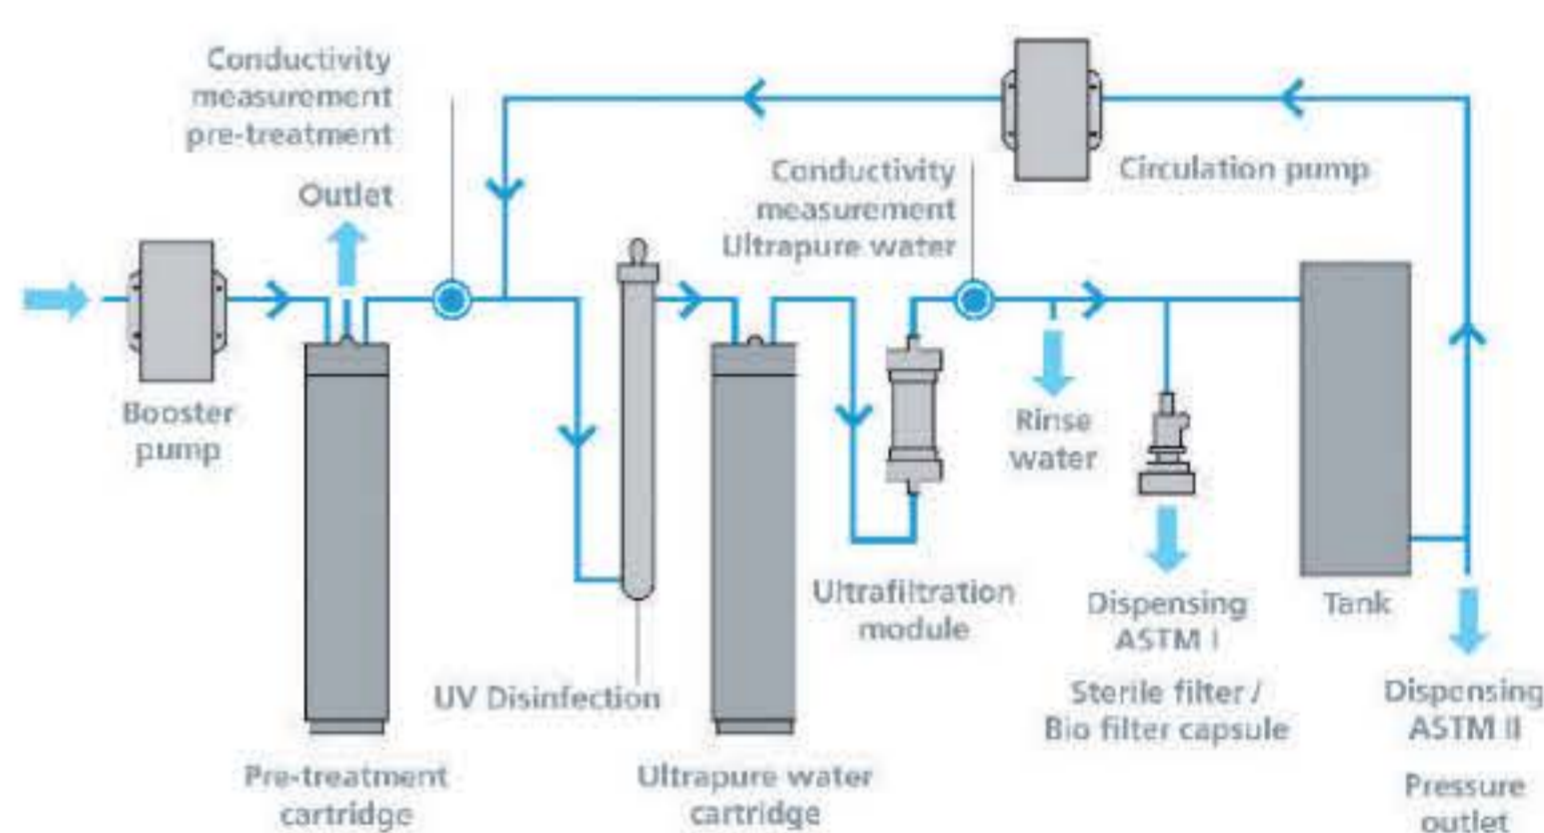 Conductivity
measurement
pre-treatment
Outlet
Booster
pump
Pre-treatment
cartridge
UV Disinfection
Ultrapure water
cartridge
Conductivity
measurement
Ultrapure water
Circulation pump
Ultrafiltration
module
Rinse
water
Dispensing
ASTM I
Sterile filter /
Bio filter capsule
Tank
Dispensing
ASTM II
Pressure
outlet